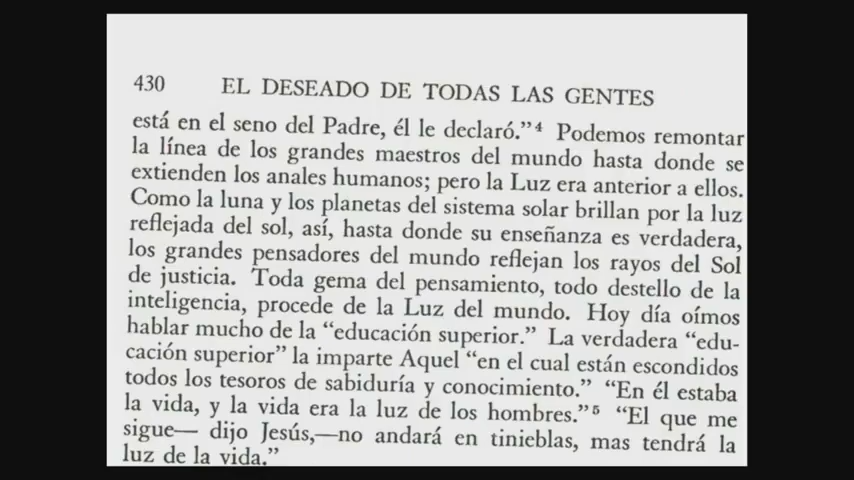 430 EL DESEADO DE TODAS LAS GENTES
está en el seno del Padre, él le declaró.”⁴ Podemos remontar
la línea de los grandes maestros del mundo hasta donde se
extienden los anales humanos; pero la Luz era anterior a ellos.
Como la luna y los planetas del sistema solar brillan por la luz
reflejada del sol, así, hasta donde su enseñanza es verdadera,
los grandes pensadores del mundo reflejan los rayos del Sol
de justicia. Toda gema del pensamiento, todo destello de la
inteligencia, procede de la Luz del mundo. Hoy día oímos
hablar mucho de la “educación superior.” La verdadera “edu-
cación superior” la imparte Aquel “en el cual están escondidos
todos los tesoros de sabiduría y conocimiento.” “En él estaba
la vida, y la vida era la luz de los hombres.”⁵ “El que me
sigue— dijo Jesús,—no andará en tinieblas, mas tendrá la
luz de la vida.”